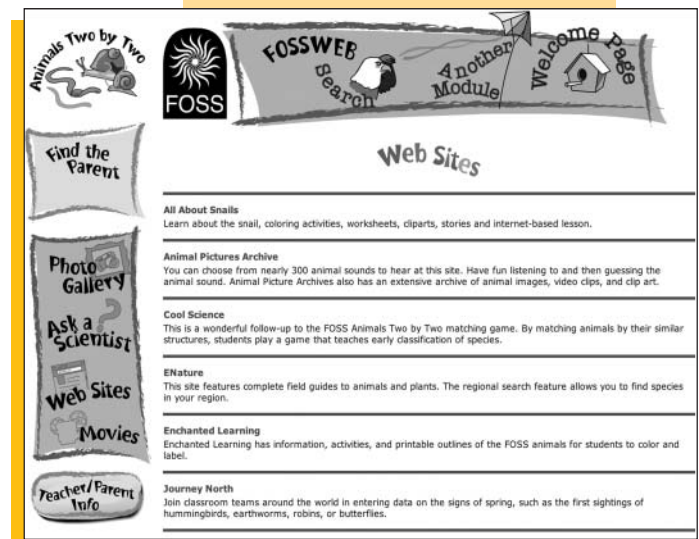 Animals Two by Two
FOSS
FOSSWEB
Search
Another
Module
Welcome Page
Find the
Parent
Web Sites
All About Snails
Learn about the snail, coloring activities, worksheets, cliparts, stories and internet-based lesson.
Animal Pictures Archive
You can choose from nearly 300 animal sounds to hear at this site. Have fun listening to and then guessing the
animal sound. Animal Picture Archives also has an extensive archive of animal images, video clips, and clip art.
Cool Science
This is a wonderful follow-up to the FOSS Animals Two by Two matching game. By matching animals by their similar
structures, students play a game that teaches early classification of species.
ENature
This site features complete field guides to animals and plants. The regional search feature allows you to find species
in your region.
Enchanted Learning
Enchanted Learning has information, activities, and printable outlines of the FOSS animals for students to color and
label.
Journey North
Join classroom teams around the world in entering data on the signs of spring, such as the first sightings of
hummingbirds, earthworms, robins, or butterflies.
Photo
Gallery
Ask a
Scientist
Web Sites
Movies
Teacher/Parent
Info